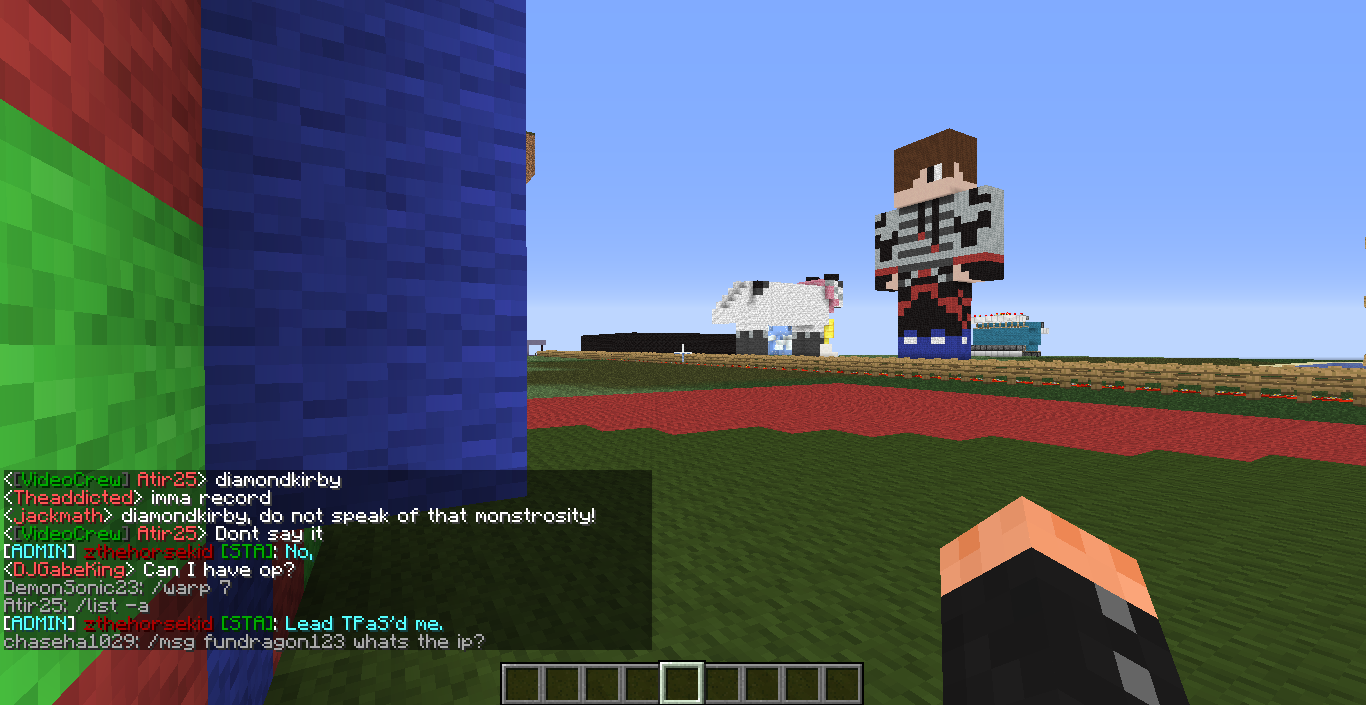 <[VideoCrew] Atir25> diamondkirby
<Theaddicted> imma record
<jackmath> diamondkirby, do not speak of that monstrosity!
<[VideoCrew] Atir25> Dont say it
[ADMIN] zthehorsekid [STA]: No,
<DJGabeKing> Can I have op?
DemonSonic23: /warp 7
Atir25: /list -a
[ADMIN] zthehorsekid [STA]: Lead TPaS'd me.
chaseha1029: /msg fundragon123 whats the ip?